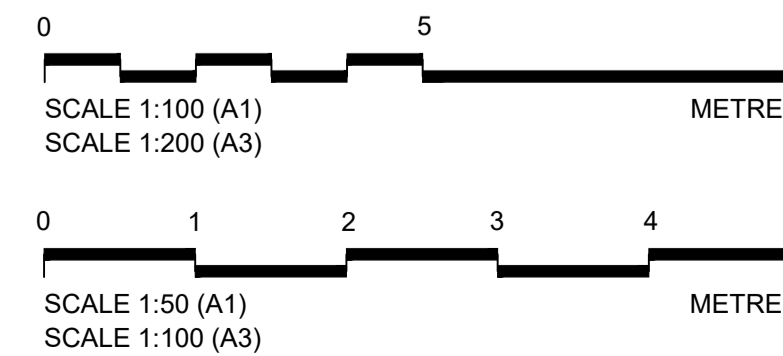 0 5
SCALE 1:100 (A1) METRE
SCALE 1:200 (A3)
0 1 2 3 4
SCALE 1:50 (A1) METRE
SCALE 1:100 (A3)